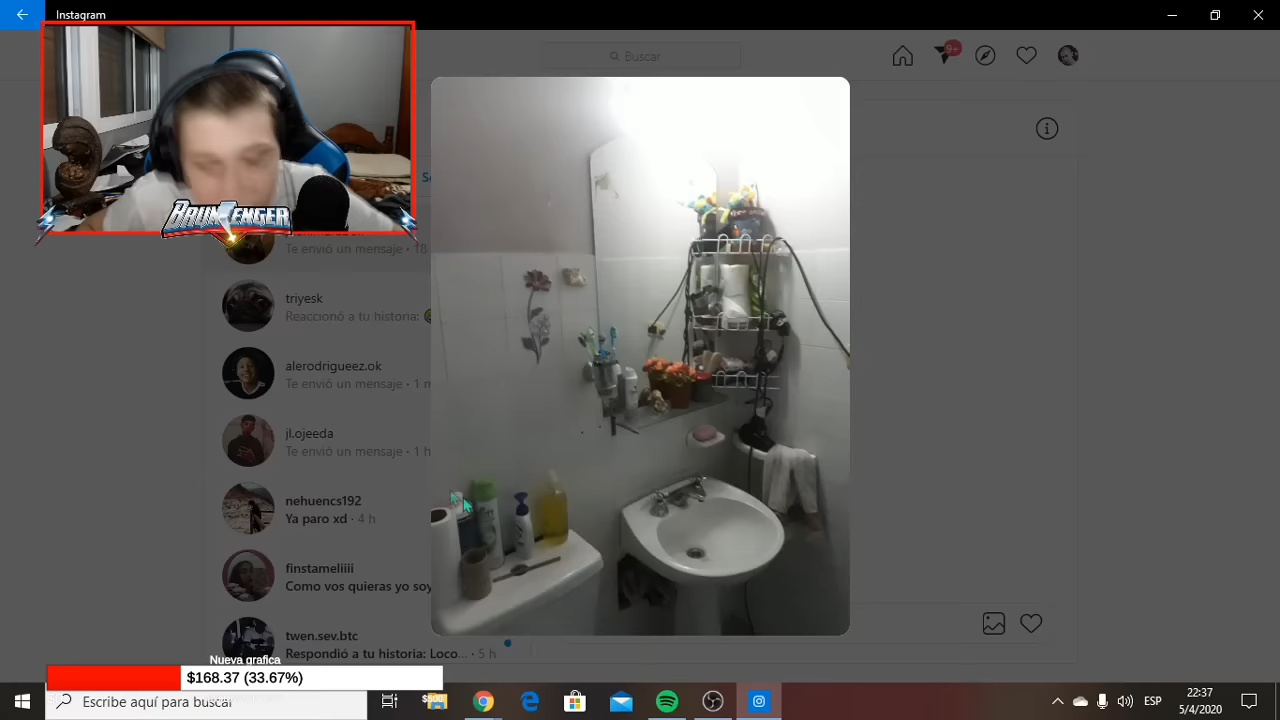 Instagram
Buscar
9+
BRUNZENGER
Te envió un mensaje · 18
triyesk
Reaccionó a tu historia:
alerodrigueez.ok
Te envió un mensaje · 1 m
jl.ojeeda
Te envió un mensaje · 1 h
nehuencs192
Ya paro xd · 4 h
finstameliiii
Como vos quieras yo soy
twen.sev.btc
Respondió a tu historia: Loco... · 5 h
Nueva grafica
$168.37 (33.67%)
$500
Escribe aquí para buscar
ESP
22:37
5/4/2020